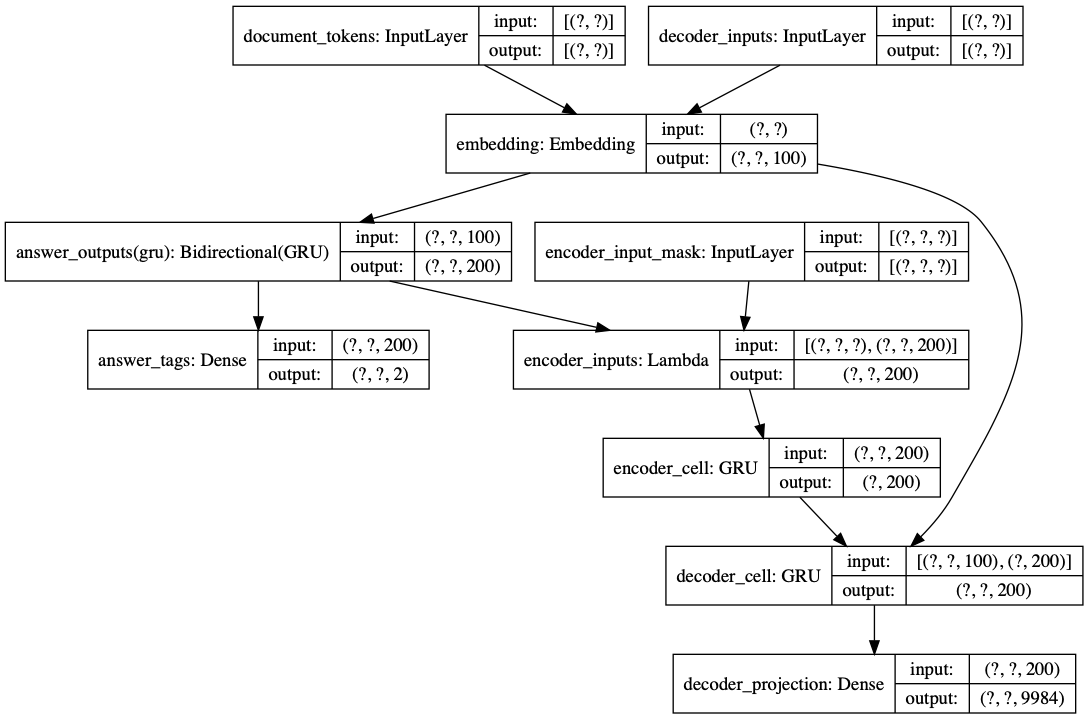 document_tokens: InputLayer
input:
[(?, ?)]
output:
[(?, ?)]
decoder_inputs: InputLayer
input:
[(?, ?)]
output:
[(?, ?)]
embedding: Embedding
input:
(?, ?)
output:
(?, ?, 100)
answer_outputs(gru): Bidirectional(GRU)
input:
(?, ?, 100)
output:
(?, ?, 200)
encoder_input_mask: InputLayer
input:
[(?, ?, ?)]
output:
[(?, ?, ?)]
answer_tags: Dense
input:
(?, ?, 200)
output:
(?, ?, 2)
encoder_inputs: Lambda
input:
[(?, ?, ?), (?, ?, 200)]
output:
(?, ?, 200)
encoder_cell: GRU
input:
(?, ?, 200)
output:
(?, 200)
decoder_cell: GRU
input:
[(?, ?, 100), (?, 200)]
output:
(?, ?, 200)
decoder_projection: Dense
input:
(?, ?, 200)
output:
(?, ?, 9984)